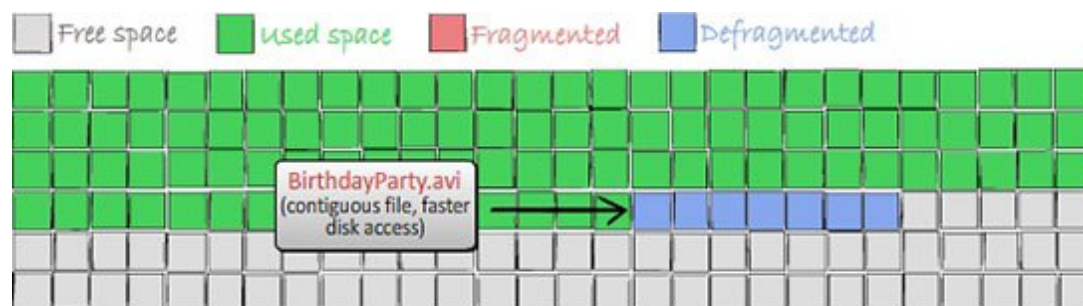 Free space Used space Fragmented Defragmented
BirthdayParty.avi
(contiguous file, faster
disk access)